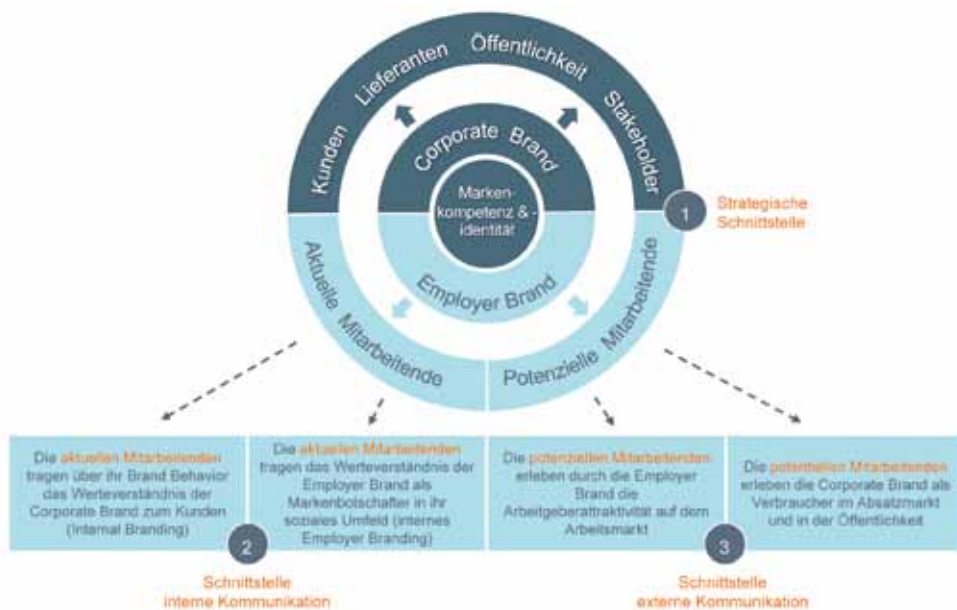 Kunden Lieferanten Öffentlichkeit Stakeholder
Corporate Brand
Marken-
kompetenz & -
identität
Employer Brand
Aktuelle Mitarbeitende
Potenzielle Mitarbeitende
1
Strategische
Schnittstelle
Die aktuellen Mitarbeitenden
tragen über ihr Brand Behavior
das Werteverständnis der
Corporate Brand zum Kunden
(Internal Branding)
Die aktuellen Mitarbeitenden
tragen das Werteverständnis der
Employer Brand als
Markenbotschafter in ihr
soziales Umfeld (internes
Employer Branding)
2
Schnittstelle
interne Kommunikation
Die potenziellen Mitarbeitenden
erleben durch die Employer
Brand die
Arbeitgeberattraktivität auf dem
Arbeitsmarkt
Die potentiellen Mitarbeitenden
erleben die Corporate Brand als
Verbraucher im Absatzmarkt
und in der Öffentlichkeit
3
Schnittstelle
externe Kommunikation